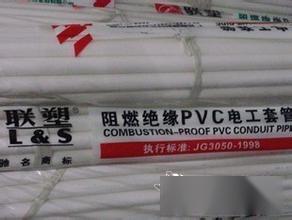 联塑
L&S
驰名商标
阻燃绝缘PVC电工套管
COMBUSTION-PROOF PVC CONDUIT PIPE
执行标准: JG3050-1998